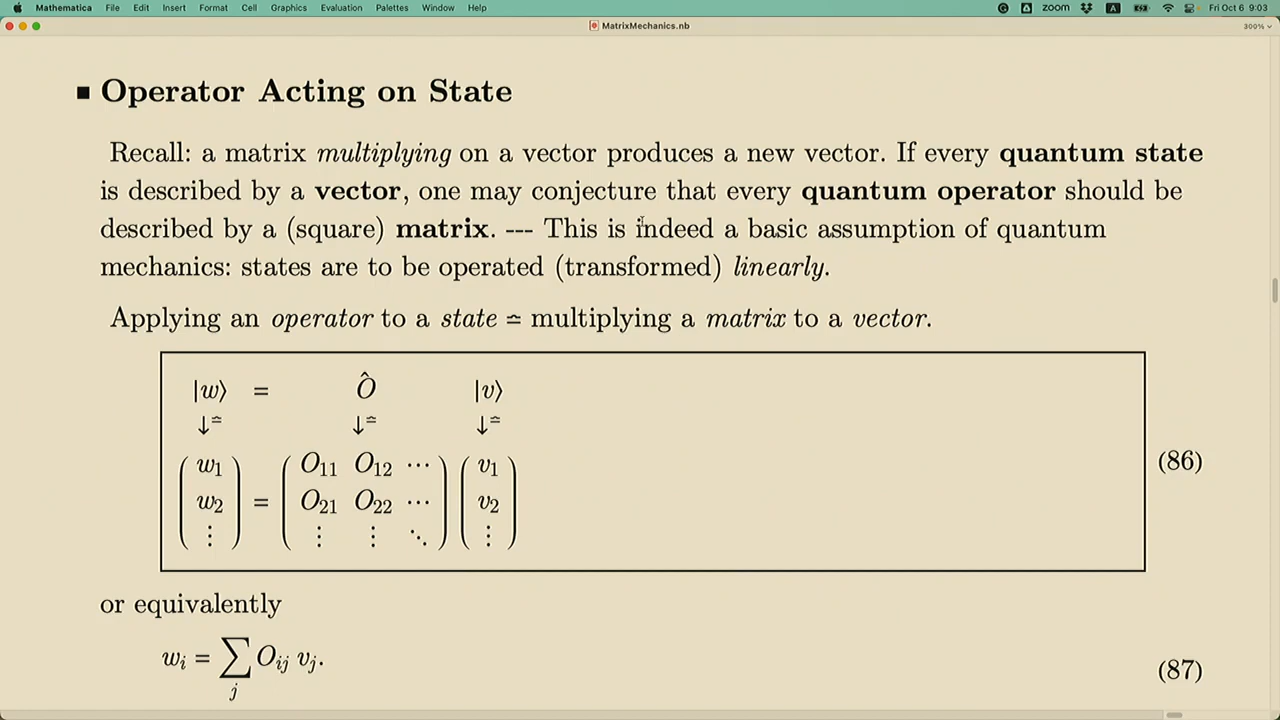 Mathematica File Edit Insert Format Cell Graphics Evaluation Palettes Window Help zoom A Fri Oct 6 9:03
MatrixMechanics.nb 300%
■ Operator Acting on State
Recall: a matrix multiplying on a vector produces a new vector. If every quantum state
is described by a vector, one may conjecture that every quantum operator should be
described by a (square) matrix. --- This is indeed a basic assumption of quantum
mechanics: states are to be operated (transformed) linearly.
Applying an operator to a state ≏ multiplying a matrix to a vector.
|w⟩ = Ô |v⟩
↓≏ ↓≏ ↓≏
( w₁ ) ( O₁₁ O₁₂ ⋯ ) ( v₁ )
( w₂ ) = ( O₂₁ O₂₂ ⋯ ) ( v₂ )
( ⋮ ) ( ⋮ ⋮ ⋱ ) ( ⋮ )
(86)
or equivalently
wᵢ = ∑ⱼ Oᵢⱼ vⱼ.
(87)